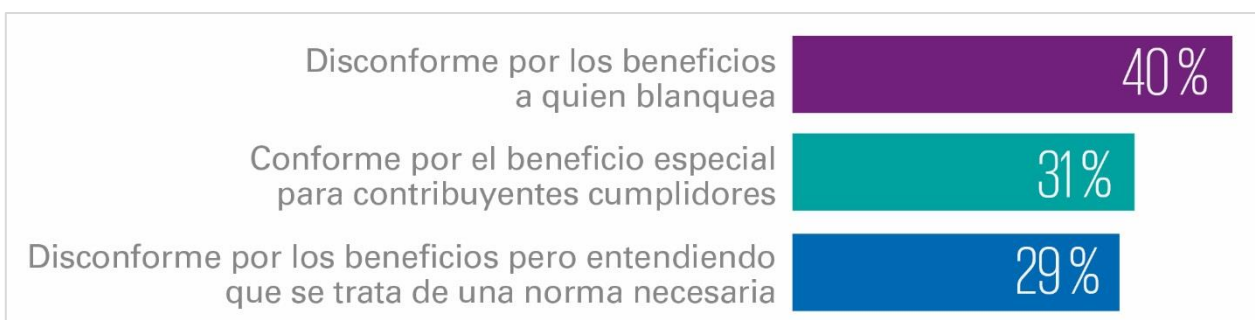 Disconforme por los beneficios
a quien blanquea
40%
Conforme por el beneficio especial
para contribuyentes cumplidores
31%
Disconforme por los beneficios pero entendiendo
que se trata de una norma necesaria
29%